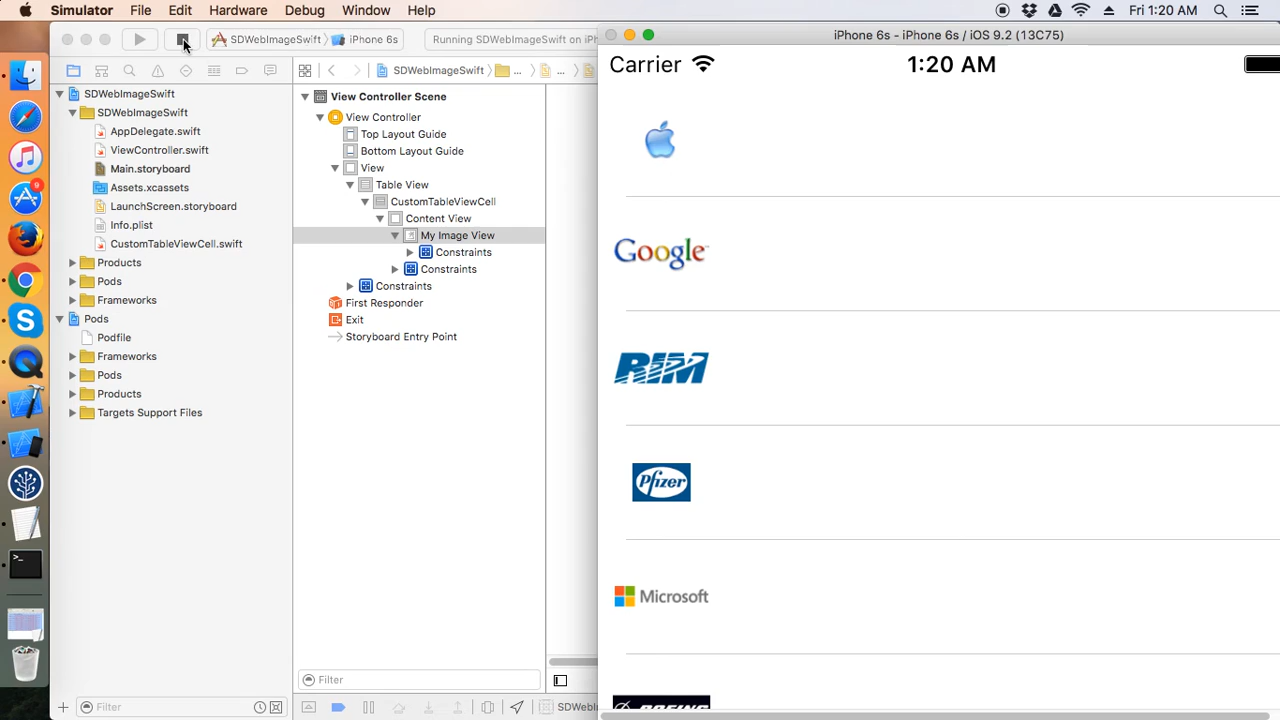 Simulator File Edit Hardware Debug Window Help Fri 1:20 AM
SDWebImageSwift iPhone 6s Running SDWebImageSwift on iPh
iPhone 6s - iPhone 6s / iOS 9.2 (13C75)
SDWebImageSwift ... ...
Carrier 1:20 AM
SDWebImageSwift
SDWebImageSwift
AppDelegate.swift
ViewController.swift
Main.storyboard
Assets.xcassets
LaunchScreen.storyboard
Info.plist
CustomTableViewCell.swift
Products
Pods
Frameworks
Pods
Podfile
Frameworks
Pods
Products
Targets Support Files
Filter
View Controller Scene
View Controller
Top Layout Guide
Bottom Layout Guide
View
Table View
CustomTableViewCell
Content View
My Image View
Constraints
Constraints
Constraints
First Responder
Exit
Storyboard Entry Point
Filter
SDWebI
Google
RIM
Pfizer
Microsoft
9
S